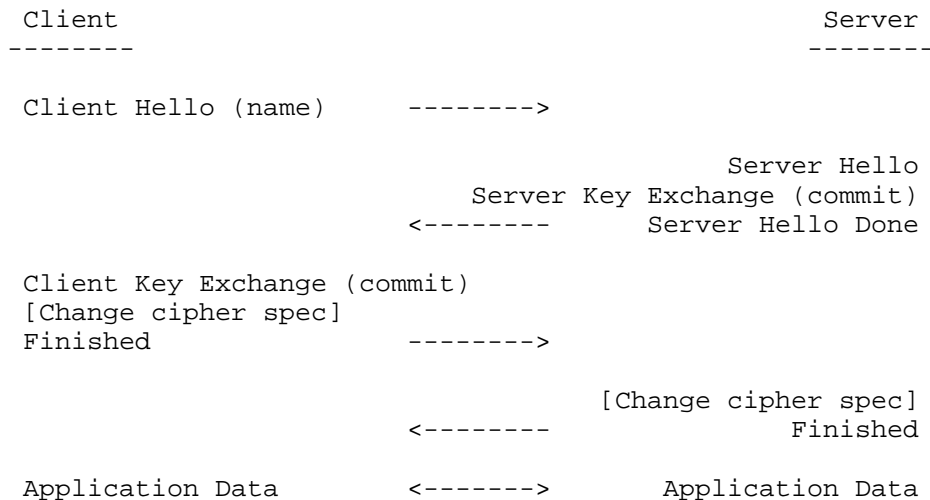 Client                                           Server
--------                                         --------
Client Hello (name)     -------->
Server Hello
Server Key Exchange (commit)
<--------      Server Hello Done
Client Key Exchange (commit)
[Change cipher spec]
Finished                -------->
[Change cipher spec]
<--------                Finished
Application Data        <------->       Application Data